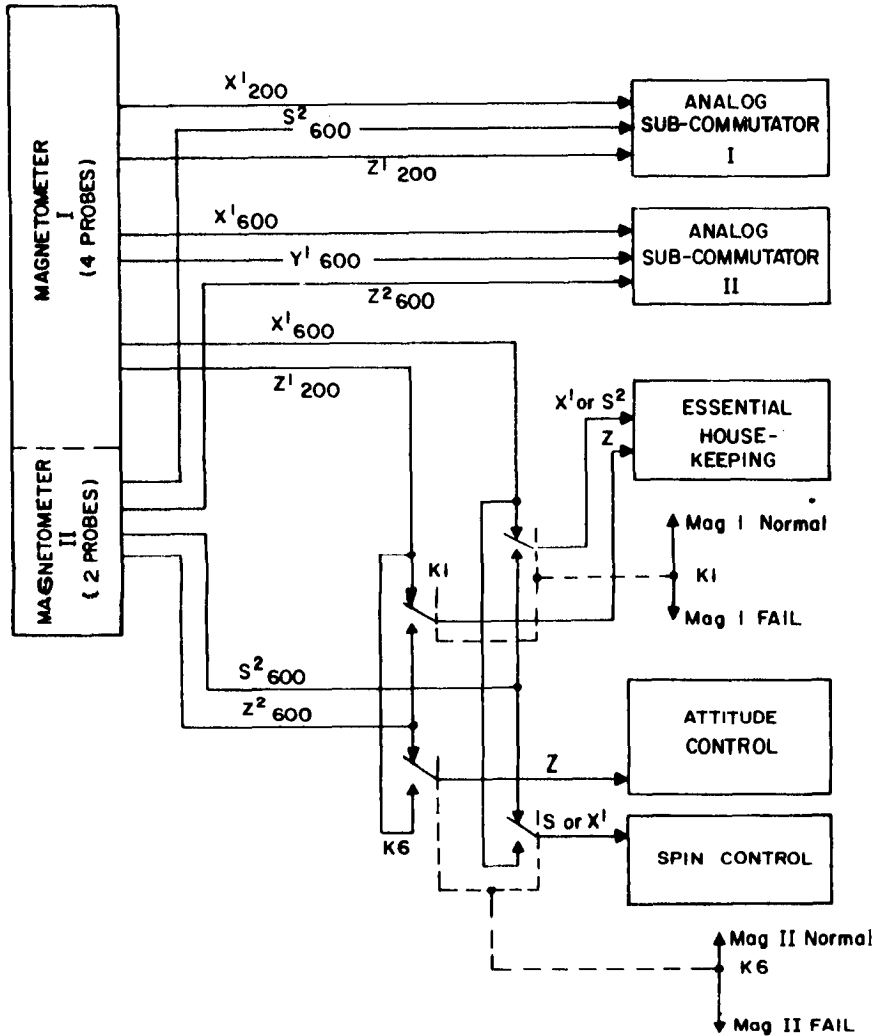 MAGNETOMETER
I
(4 PROBES)
MAGNETOMETER
II
(2 PROBES)
X¹200
S²600
Z¹200
ANALOG
SUB-COMMUTATOR
I
X¹600
Y¹600
Z²600
ANALOG
SUB-COMMUTATOR
II
X¹600
Z¹200
X¹ or S²
Z
ESSENTIAL
HOUSE-
KEEPING
Mag I Normal
K1
Mag I FAIL
K1
S²600
Z²600
Z
ATTITUDE
CONTROL
S or X¹
SPIN CONTROL
K6
Mag II Normal
K6
Mag II FAIL